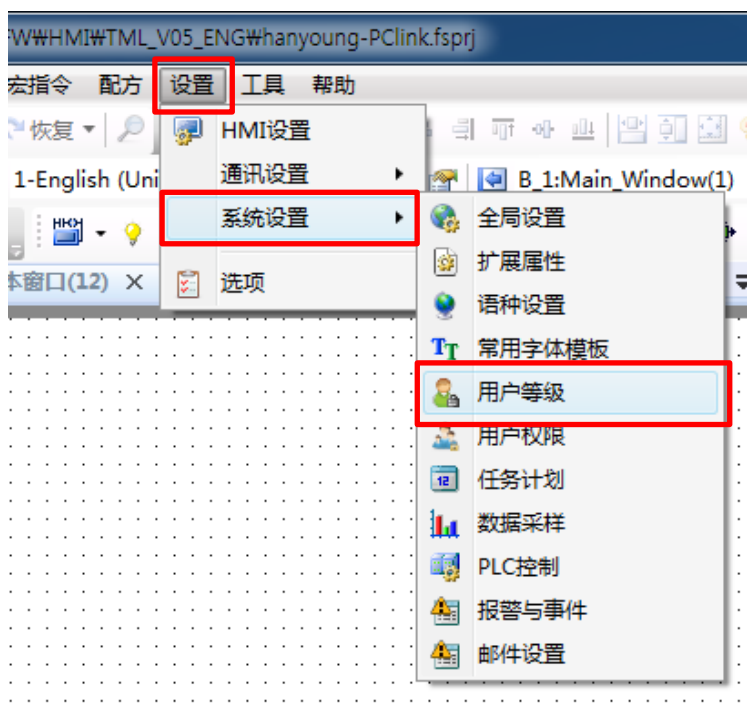 FW₩HMI₩TML_V05_ENG₩hanyoung-PClink.fsprj
宏指令 配方 设置 工具 帮助
恢复
HMI设置
通讯设置
1-English (Uni
B_1:Main_Window(1)
系统设置
全局设置
扩展属性
本窗口(12)
选项
语种设置
常用字体模板
用户等级
用户权限
任务计划
数据采样
PLC控制
报警与事件
邮件设置